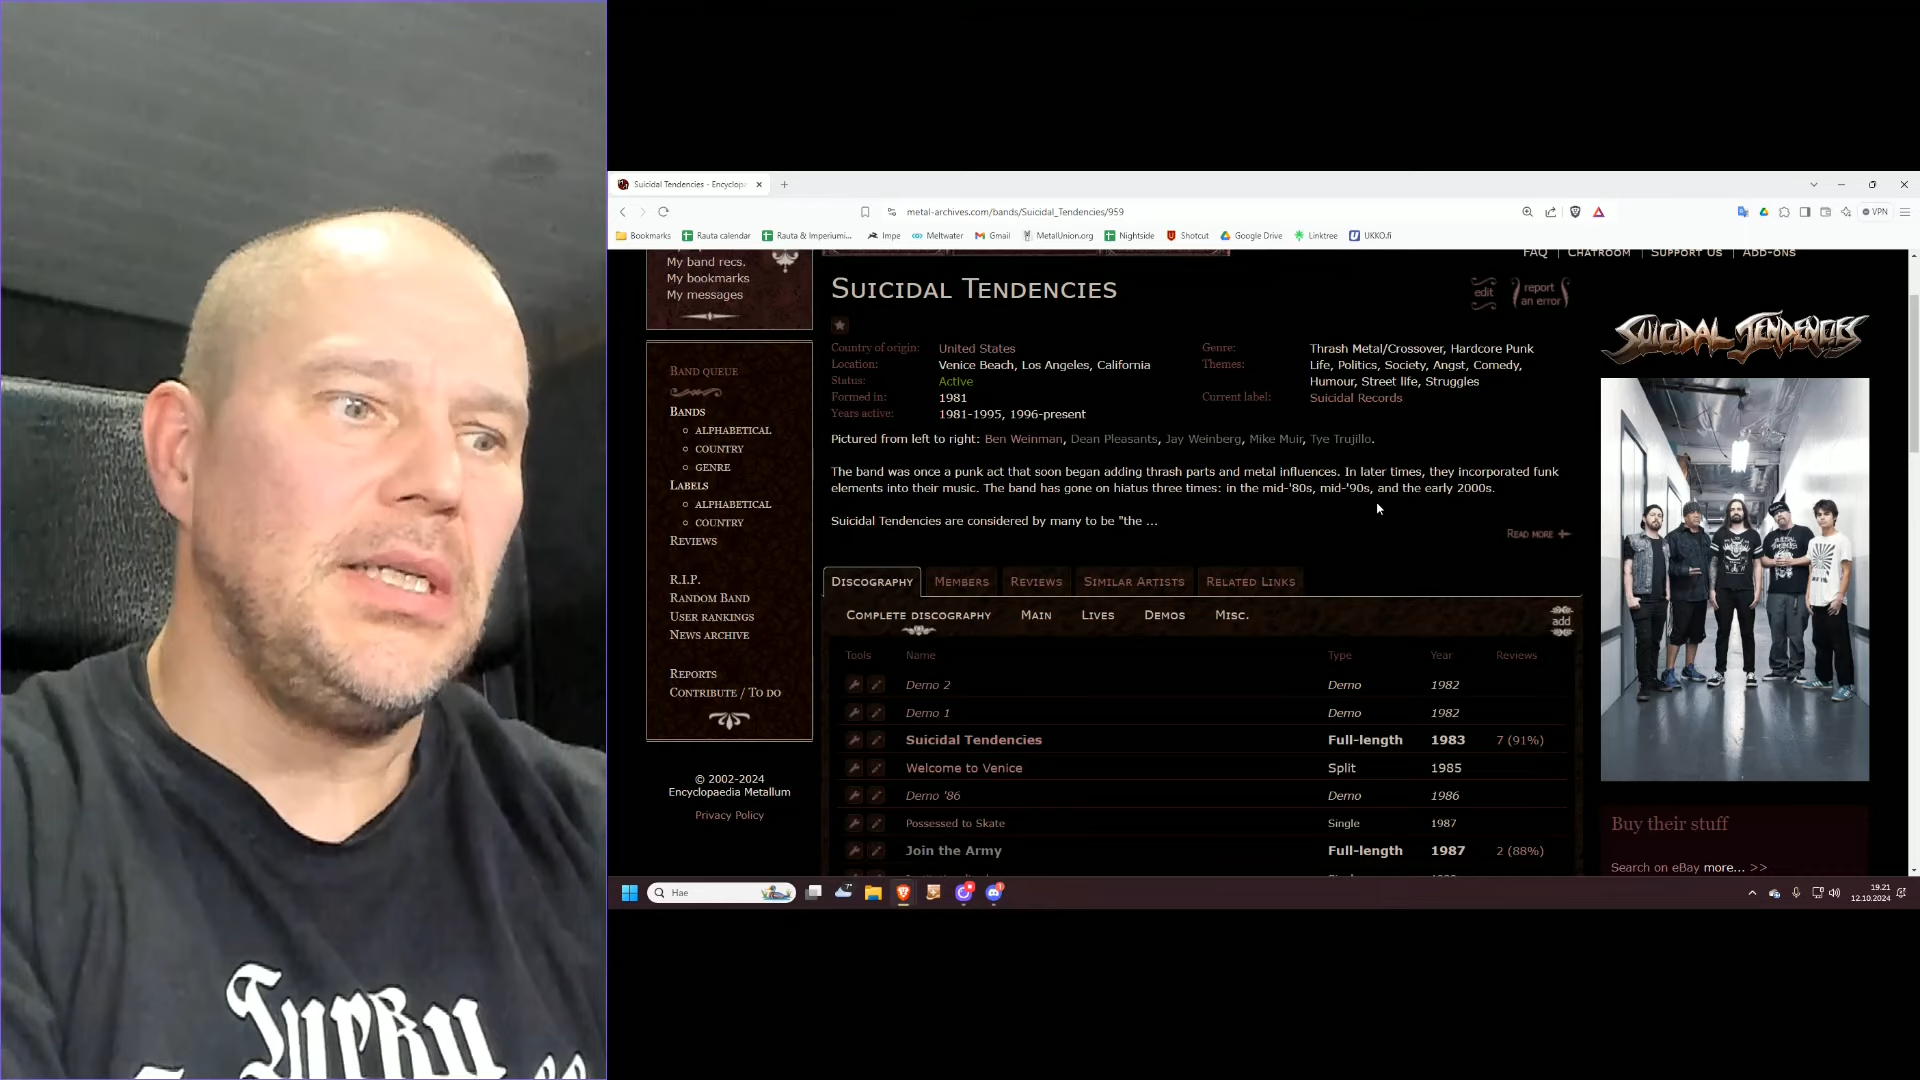 Suicidal Tendencies - Encyclop
metal-archives.com/bands/Suicidal_Tendencies/959
VPN
Bookmarks Rauta calendar Rauta & Imperiumi... Impe Meltwater Gmail MetalUnion.org Nightside Shotcut Google Drive Linktree UKKO.fi
FAQ | Chatroom | Support Us | Add-ons
My band recs.
My bookmarks
My messages
Band queue
Bands
Alphabetical
Country
Genre
Labels
Alphabetical
Country
Reviews
R.I.P.
Random Band
User rankings
News archive
Reports
Contribute / To do
© 2002-2024
Encyclopaedia Metallum
Privacy Policy
Suicidal Tendencies
edit
report
an error
Country of origin: United States
Location: Venice Beach, Los Angeles, California
Status: Active
Formed in: 1981
Years active: 1981-1995, 1996-present
Genre: Thrash Metal/Crossover, Hardcore Punk
Themes: Life, Politics, Society, Angst, Comedy,
Humour, Street life, Struggles
Current label: Suicidal Records
Pictured from left to right: Ben Weinman, Dean Pleasants, Jay Weinberg, Mike Muir, Tye Trujillo.
The band was once a punk act that soon began adding thrash parts and metal influences. In later times, they incorporated funk
elements into their music. The band has gone on hiatus three times: in the mid-'80s, mid-'90s, and the early 2000s.
Suicidal Tendencies are considered by many to be "the ...
Read more
Discography Members Reviews Similar Artists Related Links
Complete discography Main Lives Demos Misc.
add
Tools Name Type Year Reviews
Demo 2 Demo 1982
Demo 1 Demo 1982
Suicidal Tendencies Full-length 1983 7 (91%)
Welcome to Venice Split 1985
Demo '86 Demo 1986
Possessed to Skate Single 1987
Join the Army Full-length 1987 2 (88%)
Suicidal Tendencies
Buy their stuff
Search on eBay more... >>
Hae
7°
1
19.21
12.10.2024
Turku